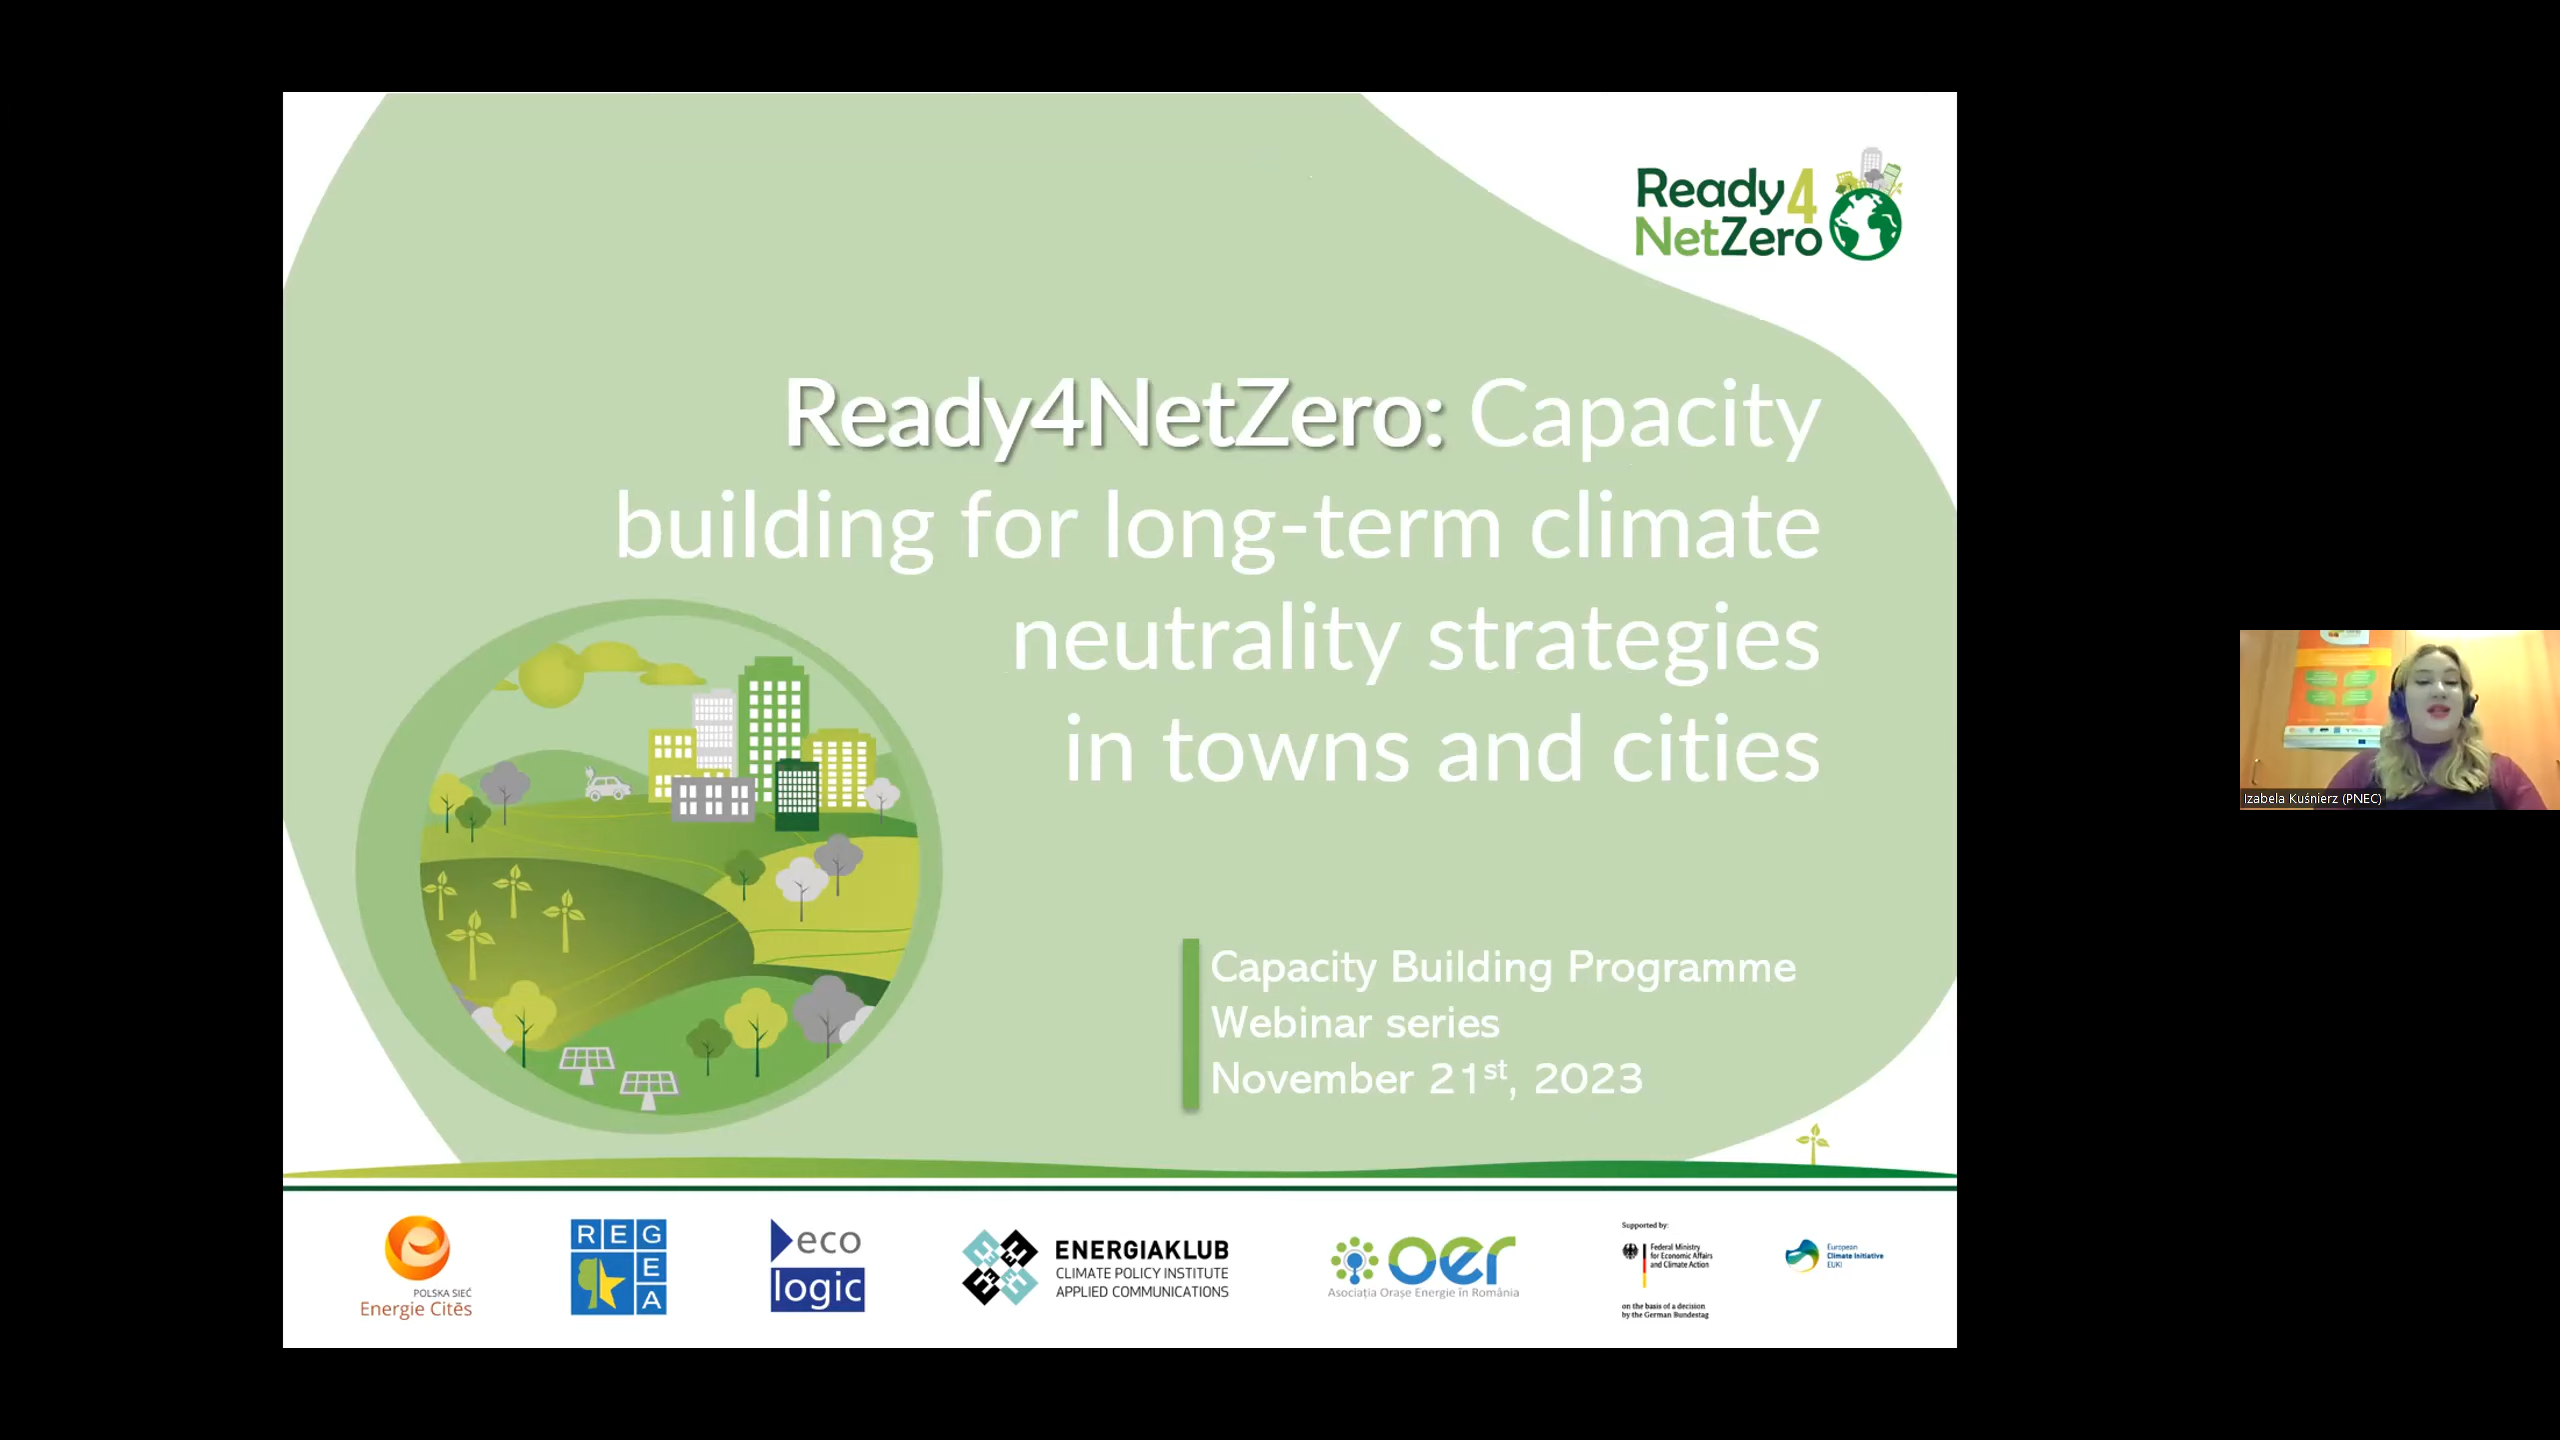 Ready4
NetZero
Ready4NetZero: Capacity
building for long-term climate
neutrality strategies
in towns and cities
Capacity Building Programme
Webinar series
November 21st, 2023
Izabela Kuśnierz (PNEC)
POLSKA SIEĆ
Energie Citēs
REG
E
A
eco
logic
ENERGIAKLUB
CLIMATE POLICY INSTITUTE
APPLIED COMMUNICATIONS
oer
Asociația Orașe Energie în România
Supported by:
Federal Ministry
for Economic Affairs
and Climate Action
on the basis of a decision
by the German Bundestag
European
Climate Initiative
EUKI